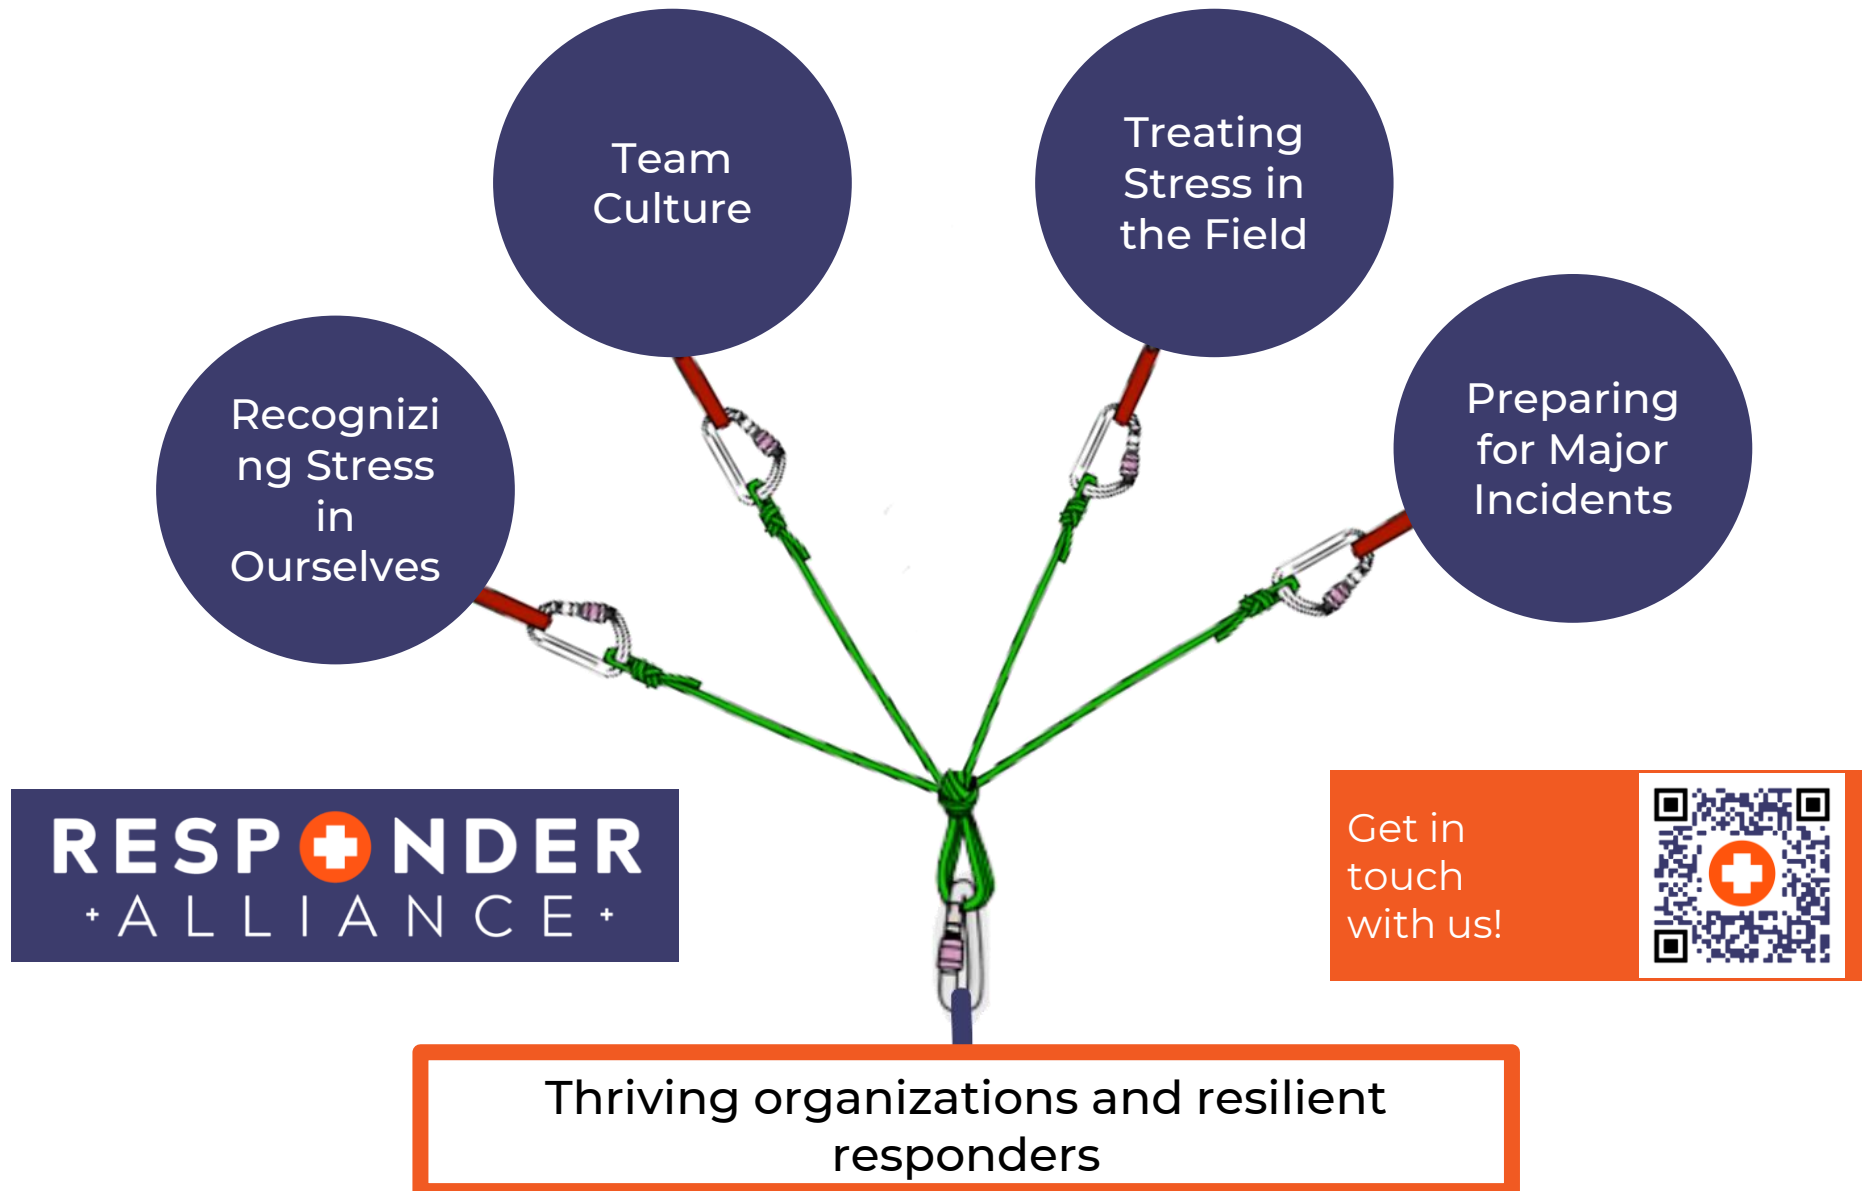 Team
Culture
Treating
Stress in
the Field
Recognizi
ng Stress
in
Ourselves
Preparing
for Major
Incidents
RESPONDER
+ ALLIANCE +
Get in
touch
with us!
Thriving organizations and resilient
responders